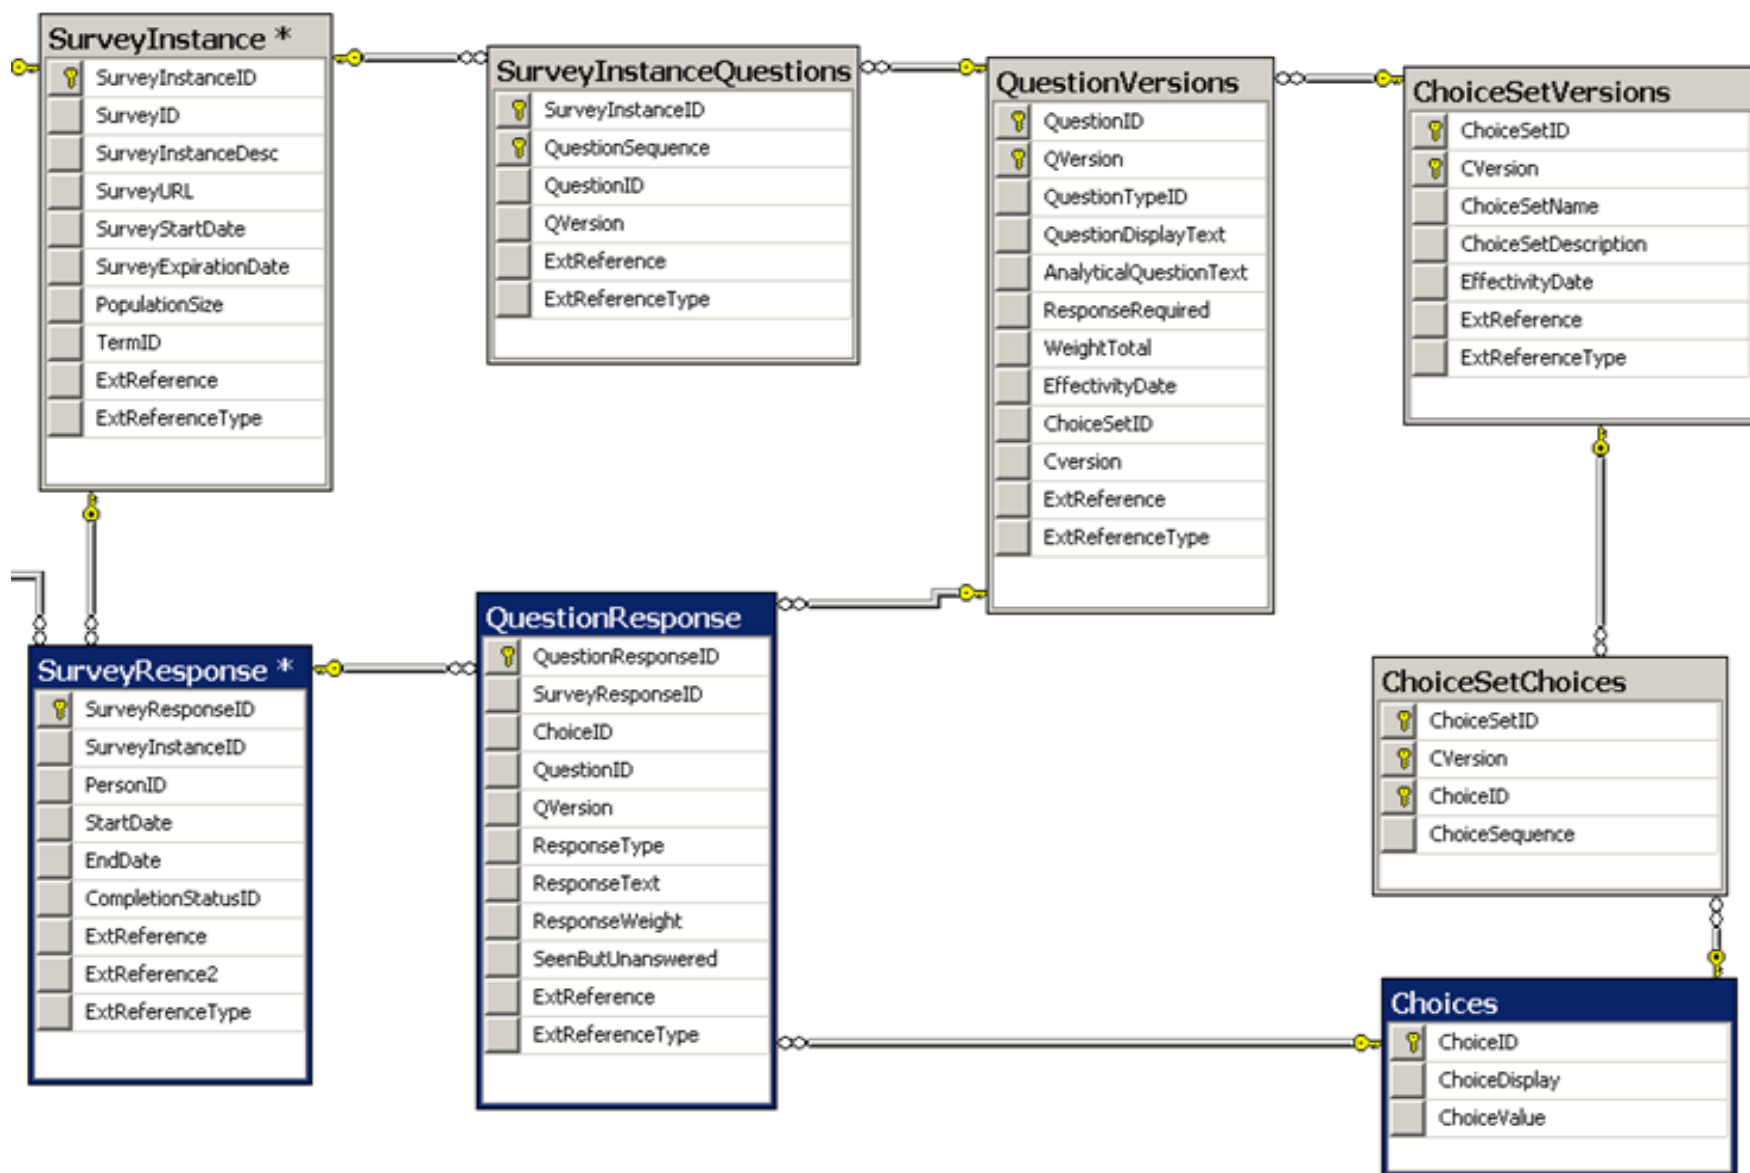 SurveyInstance *
SurveyInstanceID
SurveyID
SurveyInstanceDesc
SurveyURL
SurveyStartDate
SurveyExpirationDate
PopulationSize
TermID
ExtReference
ExtReferenceType
SurveyInstanceQuestions
SurveyInstanceID
QuestionSequence
QuestionID
QVersion
ExtReference
ExtReferenceType
QuestionVersions
QuestionID
QVersion
QuestionTypeID
QuestionDisplayText
AnalyticalQuestionText
ResponseRequired
WeightTotal
EffectivityDate
ChoiceSetID
Cversion
ExtReference
ExtReferenceType
ChoiceSetVersions
ChoiceSetID
CVersion
ChoiceSetName
ChoiceSetDescription
EffectivityDate
ExtReference
ExtReferenceType
SurveyResponse *
SurveyResponseID
SurveyInstanceID
PersonID
StartDate
EndDate
CompletionStatusID
ExtReference
ExtReference2
ExtReferenceType
QuestionResponse
QuestionResponseID
SurveyResponseID
ChoiceID
QuestionID
QVersion
ResponseType
ResponseText
ResponseWeight
SeenButUnanswered
ExtReference
ExtReferenceType
ChoiceSetChoices
ChoiceSetID
CVersion
ChoiceID
ChoiceSequence
Choices
ChoiceID
ChoiceDisplay
ChoiceValue